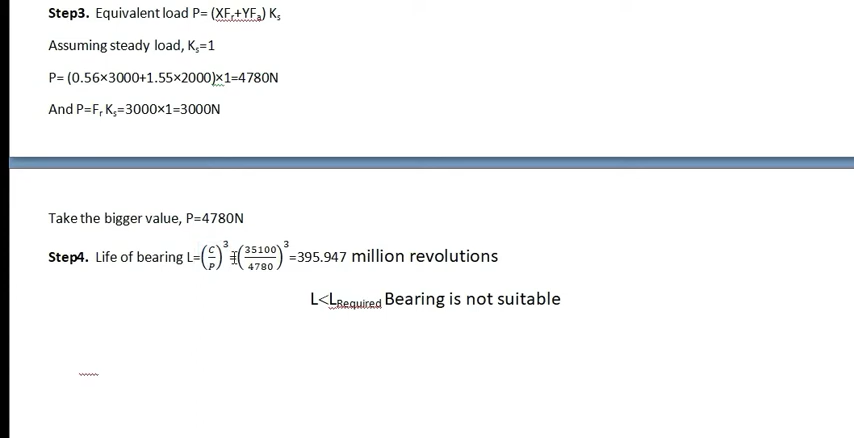 Step3. Equivalent load P= (XFr+YFa) Ks
Assuming steady load, Ks=1
P= (0.56×3000+1.55×2000)×1=4780N
And P=Fr Ks=3000×1=3000N
Take the bigger value, P=4780N
Step4. Life of bearing L=(C/P)^3=(35100/4780)^3=395.947 million revolutions
L<LRequired Bearing is not suitable